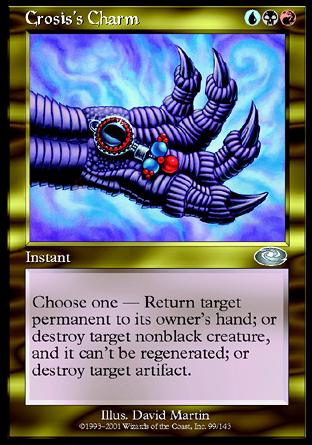 Crosis's Charm
Instant
Choose one — Return target
permanent to its owner's hand; or
destroy target nonblack creature,
and it can't be regenerated; or
destroy target artifact.
Illus. David Martin
©1993–2001 Wizards of the Coast, Inc. 99/143